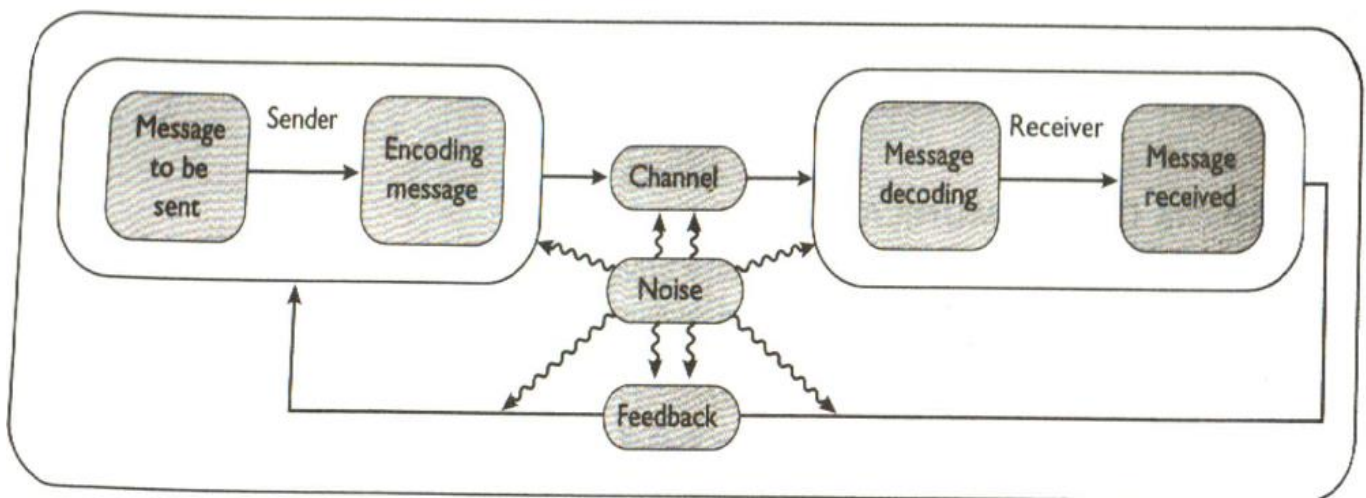 Message
to be
sent
Sender
Encoding
message
Channel
Message
decoding
Receiver
Message
received
Noise
Feedback